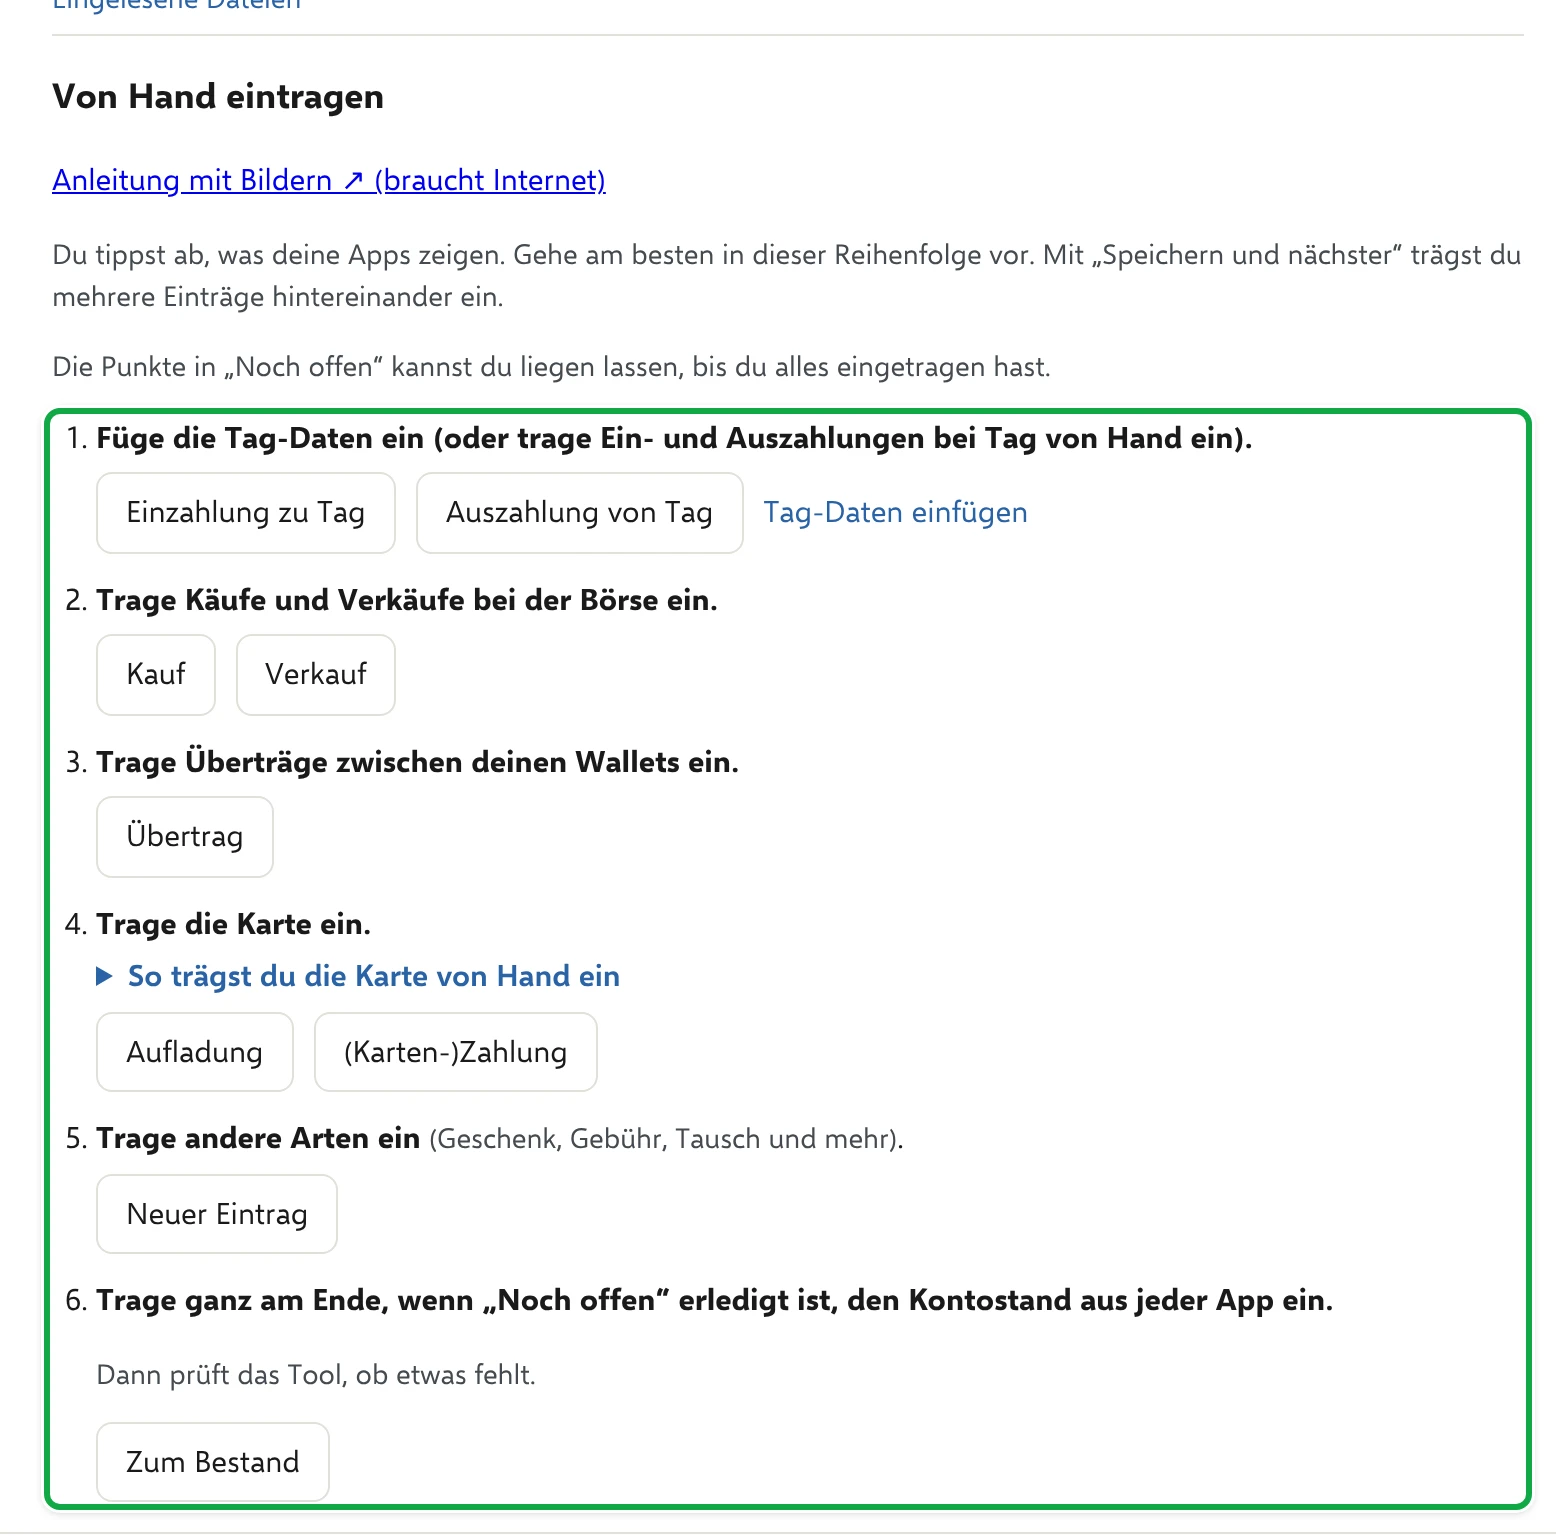 Eingelesene Dateien
Von Hand eintragen
Anleitung mit Bildern ↗ (braucht Internet)
Du tippst ab, was deine Apps zeigen. Gehe am besten in dieser Reihenfolge vor. Mit „Speichern und nächster“ trägst du
mehrere Einträge hintereinander ein.
Die Punkte in „Noch offen“ kannst du liegen lassen, bis du alles eingetragen hast.
1. Füge die Tag-Daten ein (oder trage Ein- und Auszahlungen bei Tag von Hand ein).
Einzahlung zu Tag Auszahlung von Tag Tag-Daten einfügen
2. Trage Käufe und Verkäufe bei der Börse ein.
Kauf Verkauf
3. Trage Überträge zwischen deinen Wallets ein.
Übertrag
4. Trage die Karte ein.
▶ So trägst du die Karte von Hand ein
Aufladung (Karten-)Zahlung
5. Trage andere Arten ein (Geschenk, Gebühr, Tausch und mehr).
Neuer Eintrag
6. Trage ganz am Ende, wenn „Noch offen“ erledigt ist, den Kontostand aus jeder App ein.
Dann prüft das Tool, ob etwas fehlt.
Zum Bestand